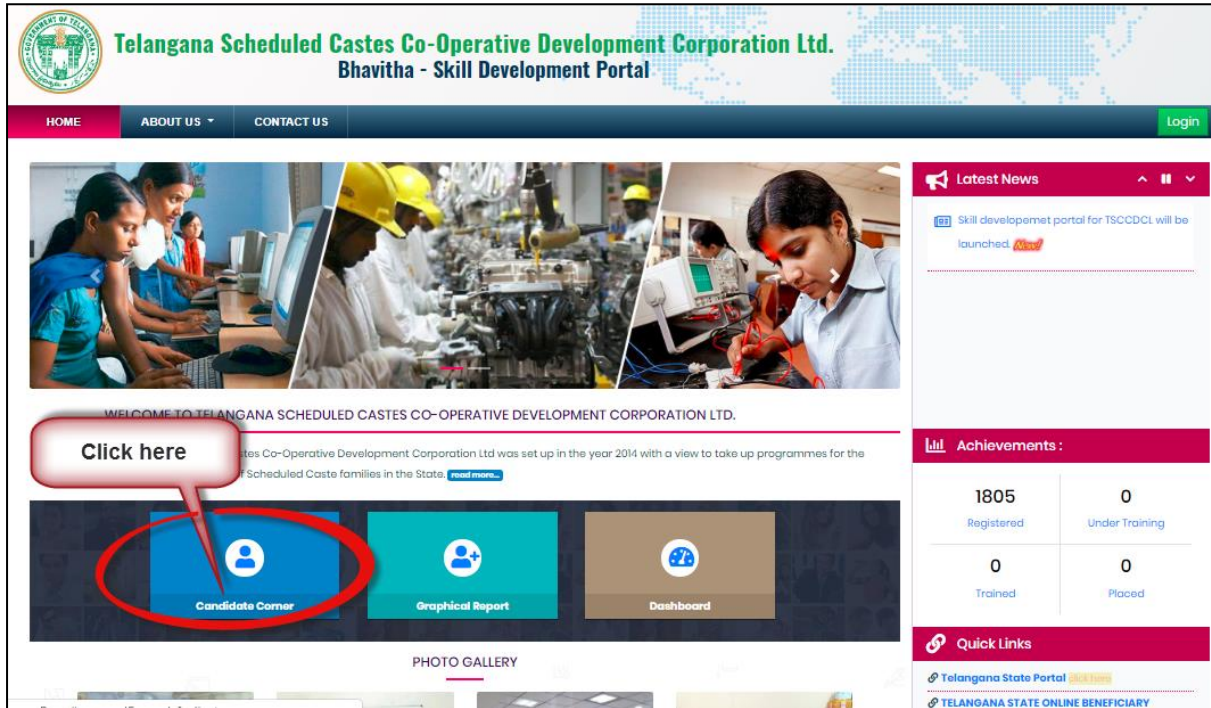 GOVERNMENT OF TELANGANA
Telangana Scheduled Castes Co-Operative Development Corporation Ltd.
Bhavitha - Skill Development Portal
HOME ABOUT US CONTACT US Login
Latest News
Skill developemet portal for TSCCDCL will be
launched. New!
WELCOME TO TELANGANA SCHEDULED CASTES CO-OPERATIVE DEVELOPMENT CORPORATION LTD.
Click here
Castes Co-Operative Development Corporation Ltd was set up in the year 2014 with a view to take up programmes for the
of Scheduled Caste families in the State. read more...
Candidate Corner Graphical Report Dashboard
PHOTO GALLERY
Achievements :
1805 0
Registered Under Training
0 0
Trained Placed
Quick Links
Telangana State Portal click here
TELANGANA STATE ONLINE BENEFICIARY